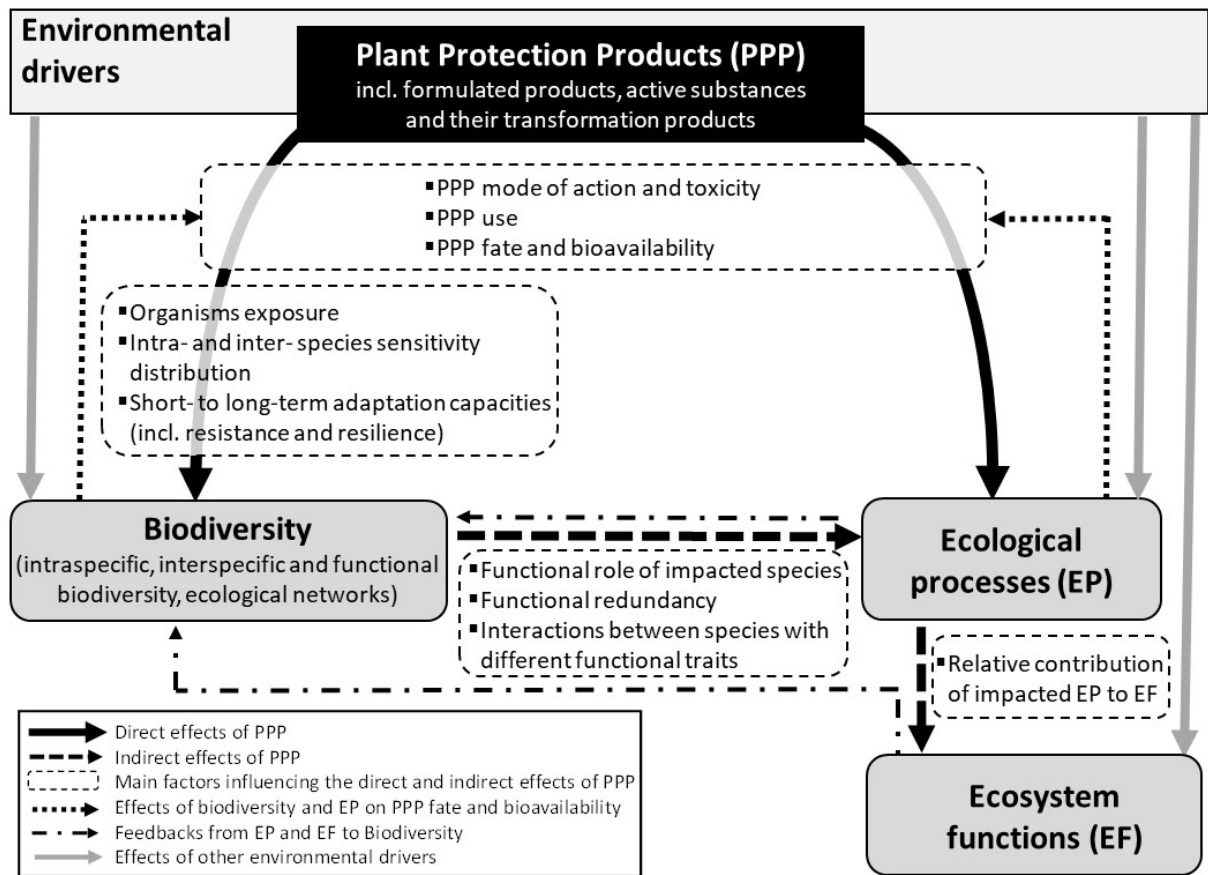 Environmental
drivers
Plant Protection Products (PPP)
incl. formulated products, active substances
and their transformation products
▪PPP mode of action and toxicity
▪PPP use
▪PPP fate and bioavailability
▪Organisms exposure
▪Intra- and inter- species sensitivity
distribution
▪Short- to long-term adaptation capacities
(incl. resistance and resilience)
Biodiversity
(intraspecific, interspecific and functional
biodiversity, ecological networks)
▪Functional role of impacted species
▪Functional redundancy
▪Interactions between species with
different functional traits
Ecological
processes (EP)
▪Relative contribution
of impacted EP to EF
Ecosystem
functions (EF)
Direct effects of PPP
Indirect effects of PPP
Main factors influencing the direct and indirect effects of PPP
Effects of biodiversity and EP on PPP fate and bioavailability
Feedbacks from EP and EF to Biodiversity
Effects of other environmental drivers